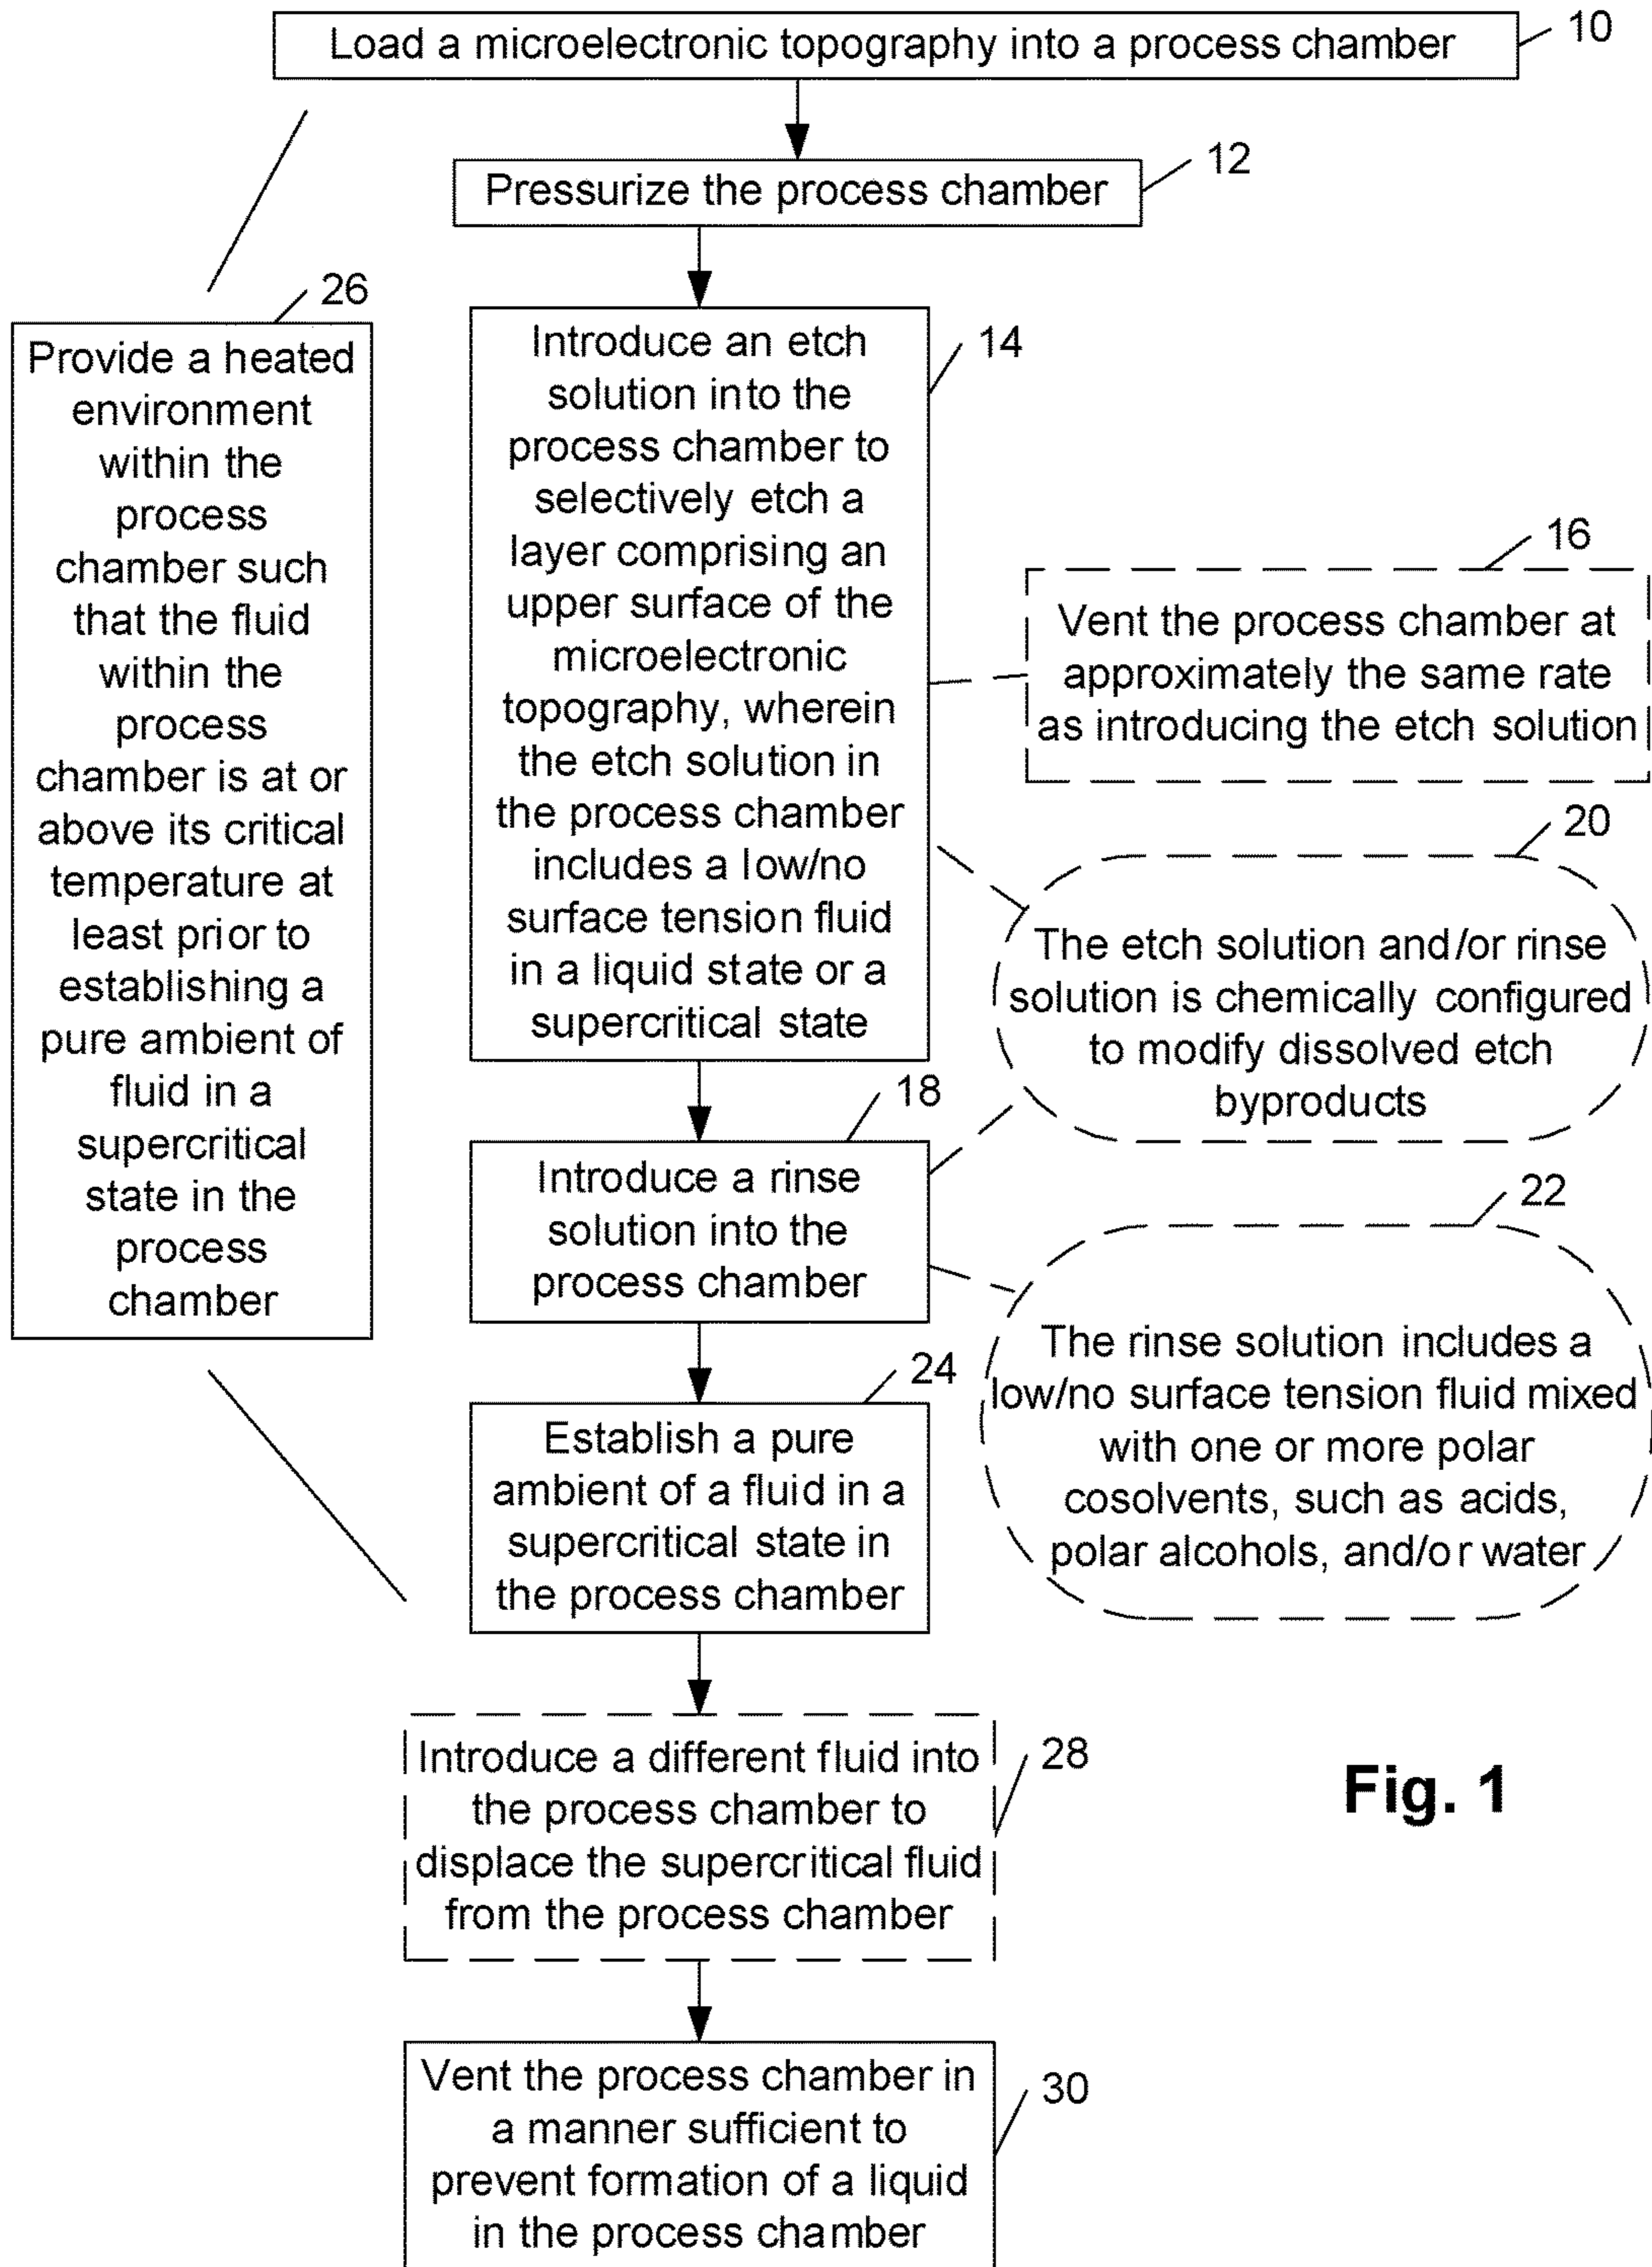 Load a microelectronic topography into a process chamber
10
Pressurize the process chamber
12
26
Provide a heated
environment
within the
process
chamber such
that the fluid
within the
process
chamber is at or
above its critical
temperature at
least prior to
establishing a
pure ambient of
fluid in a
supercritical
state in the
process
chamber
14
Introduce an etch
solution into the
process chamber to
selectively etch a
layer comprising an
upper surface of the
microelectronic
topography, wherein
the etch solution in
the process chamber
includes a low/no
surface tension fluid
in a liquid state or a
supercritical state
16
Vent the process chamber at
approximately the same rate
as introducing the etch solution
20
The etch solution and/or rinse
solution is chemically configured
to modify dissolved etch
byproducts
18
Introduce a rinse
solution into the
process chamber
22
The rinse solution includes a
low/no surface tension fluid mixed
with one or more polar
cosolvents, such as acids,
polar alcohols, and/or water
24
Establish a pure
ambient of a fluid in a
supercritical state in
the process chamber
28
Introduce a different fluid into
the process chamber to
displace the supercritical fluid
from the process chamber
Fig. 1
30
Vent the process chamber in
a manner sufficient to
prevent formation of a liquid
in the process chamber